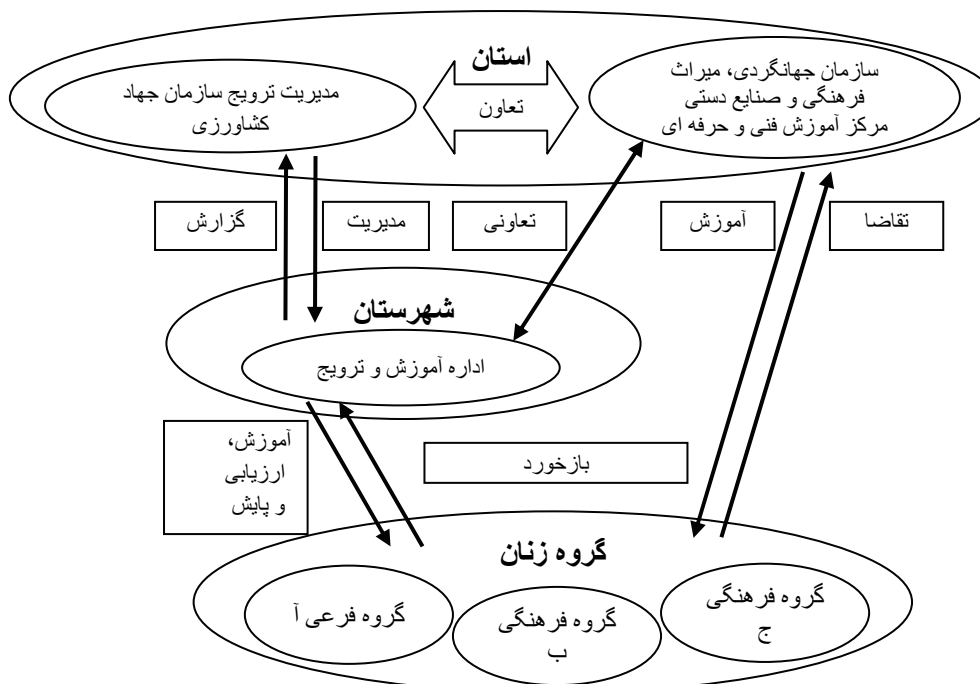 استان
سازمان جهانگردی، میراث
فرهنگی و صنایع دستی
مرکز آموزش فنی و حرفه ای
تعاون
مدیریت ترویج سازمان جهاد
کشاورزی
تقاضا
آموزش
تعاونی
مدیریت
گزارش
شهرستان
اداره آموزش و ترویج
بازخورد
آموزش،
ارزیابی
و پایش
گروه زنان
گروه فرهنگی
ج
گروه فرهنگی
ب
گروه فرعی آ